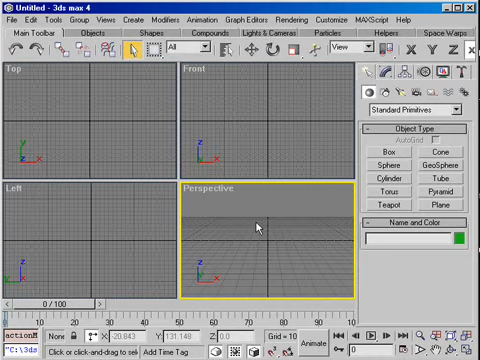 Untitled - 3ds max 4
File Edit Tools Group Views Create Modifiers Animation Graph Editors Rendering Customize MAXScript Help
Main Toolbar Objects Shapes Compounds Lights & Cameras Particles Helpers Space Warps
All View X Y Z X
Top Front
Left Perspective
y z x
z z x
Standard Primitives
- Object Type
AutoGrid
Box Cone
Sphere GeoSphere
Cylinder Tube
Torus Pyramid
Teapot Plane
- Name and Color
< 0 / 100 >
0 10 20 30 40 50 60 70 80 90 100
actionM None X: -20.843 Y: 131.148 Z: 0.0 Grid = 10 Animate
"C:\3ds Click or click-and-drag to sel Add Time Tag 0